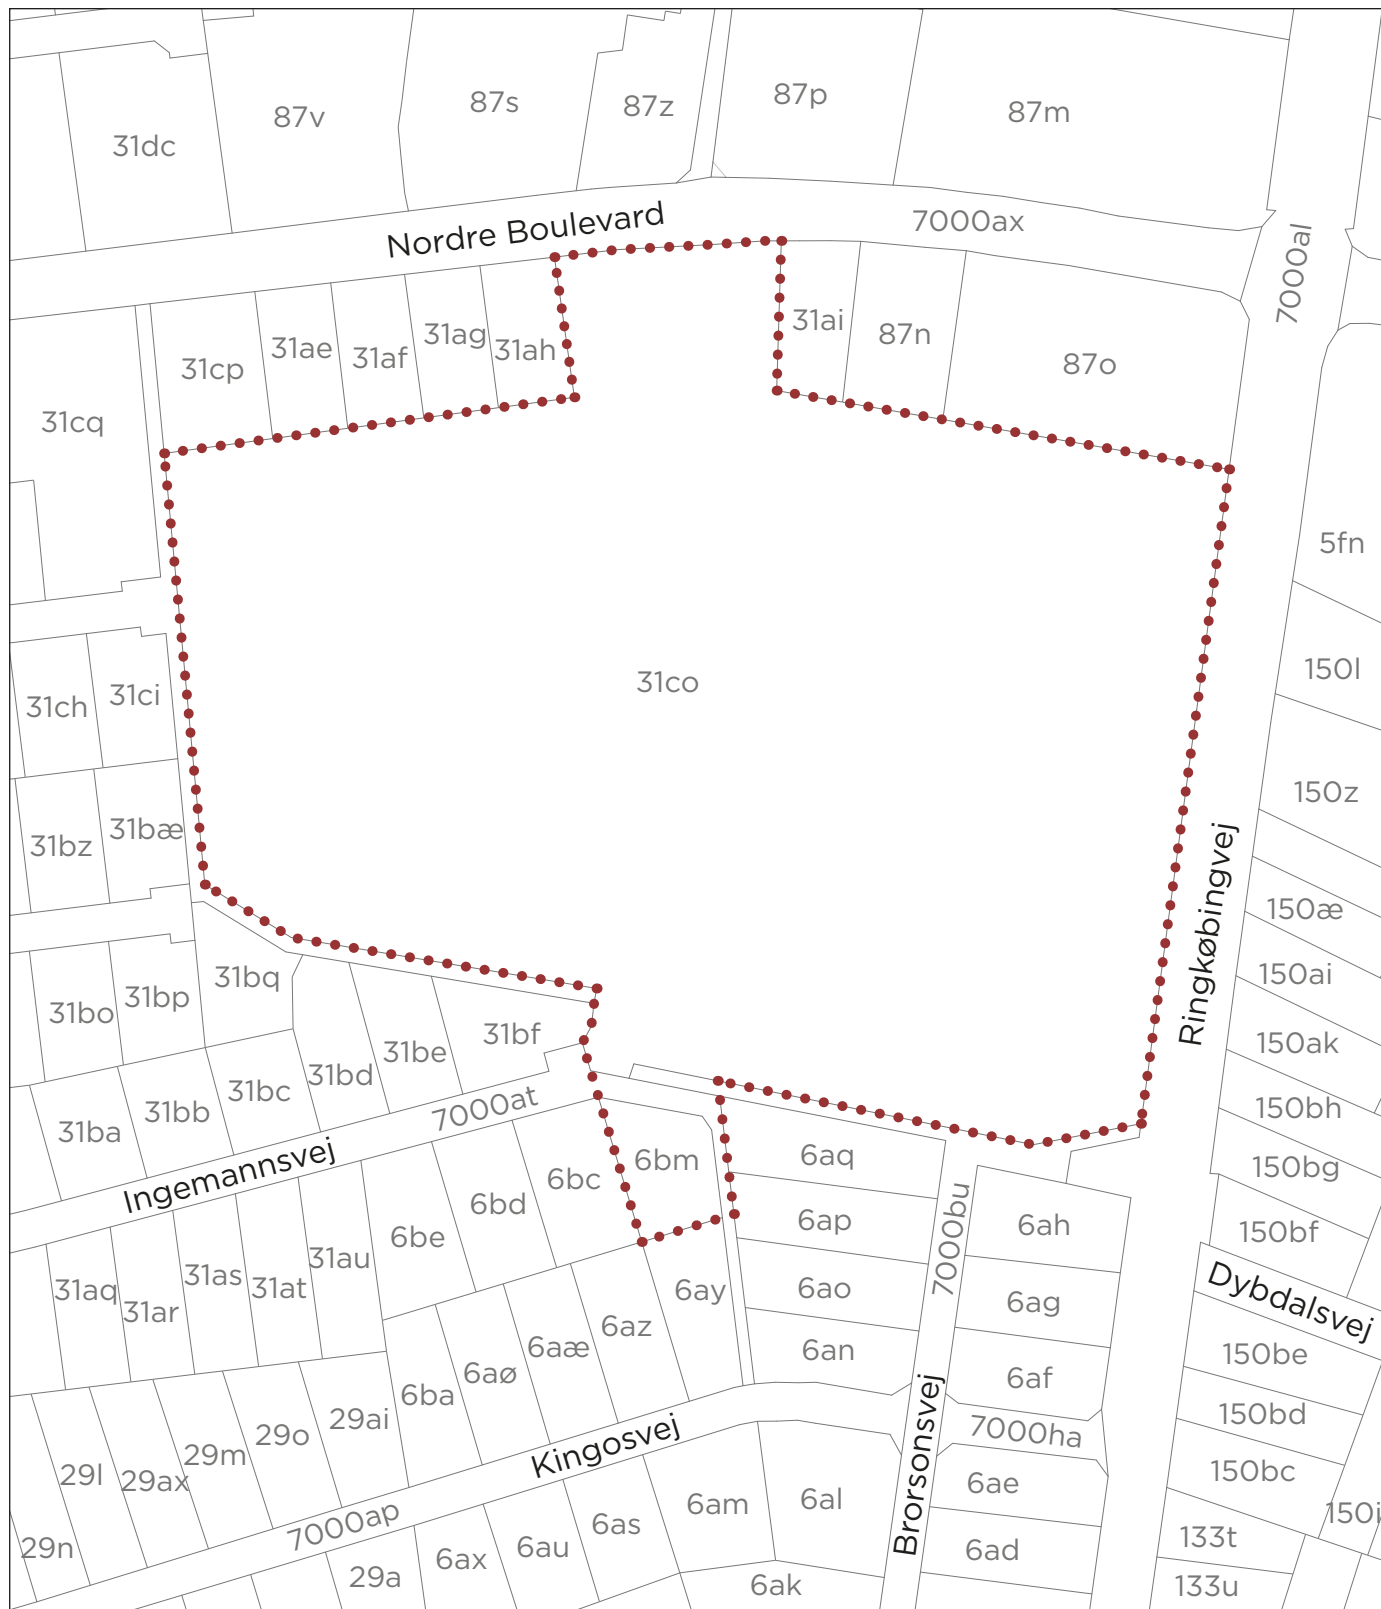 87v
87s
87z
87p
87m
31dc
Nordre Boulevard
7000ax
7000al
31cp
31ae
31af
31ag
31ah
31ai
87n
87o
31cq
5fn
31co
150l
31ch
31ci
150z
31bz
31bæ
Ringkøbingvej
150æ
31bo
31bp
31bq
150ai
31bd
31be
31bf
150ak
31ba
31bb
31bc
7000at
150bh
Ingemannsvej
6bm
6aq
150bg
6be
6bd
6bc
6ap
7000bu
6ah
150bf
31aq
31ar
31as
31at
31au
6ay
6ao
6ag
Dybdalsvej
6ba
6aø
6aæ
6az
6an
6af
150be
29l
29ax
29m
29o
29ai
Kingosvej
Brorsonsvej
7000ha
150bd
150bc
29n
7000ap
6as
6am
6al
6ae
133t
29a
6ax
6au
6ak
6ad
133u